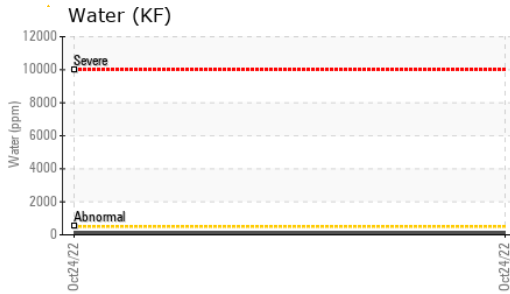 Water (KF)
12000
Severe
10000
8000
6000
Water (ppm)
4000
2000
Abnormal
0
Oct24/22
Oct24/22